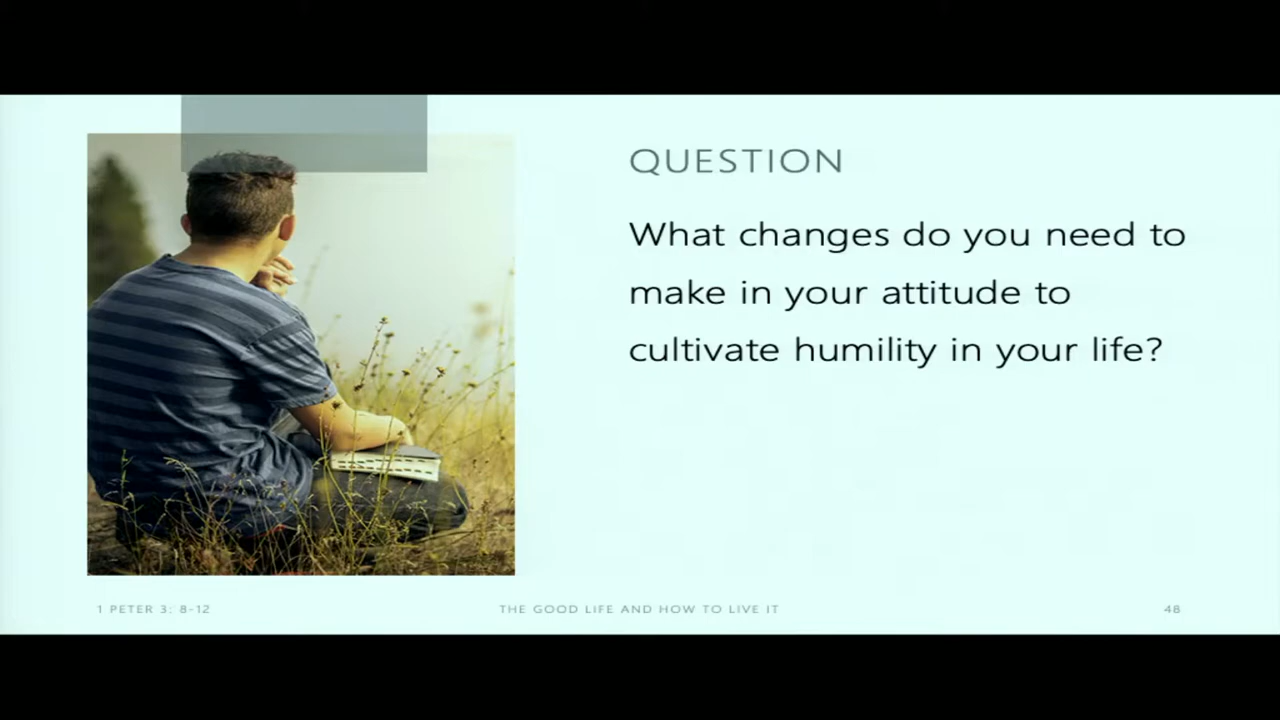 QUESTION
What changes do you need to
make in your attitude to
cultivate humility in your life?
1 PETER 3: 8-12
THE GOOD LIFE AND HOW TO LIVE IT
48